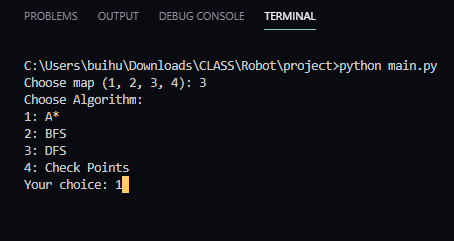 PROBLEMS OUTPUT DEBUG CONSOLE TERMINAL
C:\Users\buihu\Downloads\CLASS\Robot\project>python main.py
Choose map (1, 2, 3, 4): 3
Choose Algorithm:
1: A*
2: BFS
3: DFS
4: Check Points
Your choice: 1